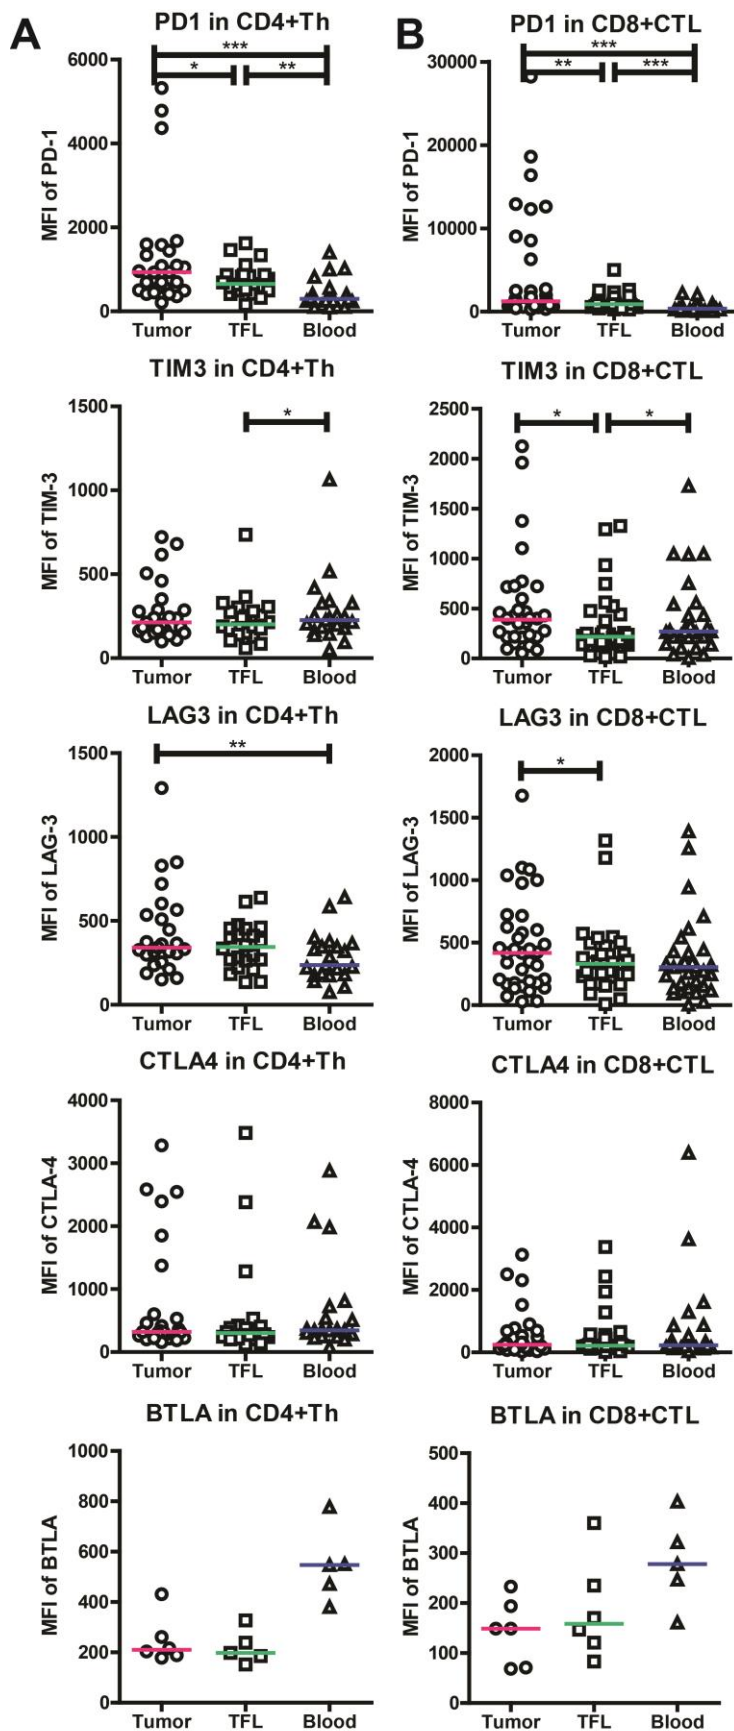 A
B
PD1 in CD4+Th
***
*
**
6000
4000
2000
0
MFI of PD-1
Tumor TFL Blood
PD1 in CD8+CTL
***
**
***
30000
20000
10000
0
MFI of PD-1
Tumor TFL Blood
TIM3 in CD4+Th
*
1500
1000
500
0
MFI of TIM-3
Tumor TFL Blood
TIM3 in CD8+CTL
*
*
2500
2000
1500
1000
500
0
MFI of TIM-3
Tumor TFL Blood
LAG3 in CD4+Th
**
1500
1000
500
0
MFI of LAG-3
Tumor TFL Blood
LAG3 in CD8+CTL
*
2000
1500
1000
500
0
MFI of LAG-3
Tumor TFL Blood
CTLA4 in CD4+Th
4000
3000
2000
1000
0
MFI of CTLA-4
Tumor TFL Blood
CTLA4 in CD8+CTL
8000
6000
4000
2000
0
MFI of CTLA-4
Tumor TFL Blood
BTLA in CD4+Th
1000
800
600
400
200
0
MFI of BTLA
Tumor TFL Blood
BTLA in CD8+CTL
500
400
300
200
100
0
MFI of BTLA
Tumor TFL Blood